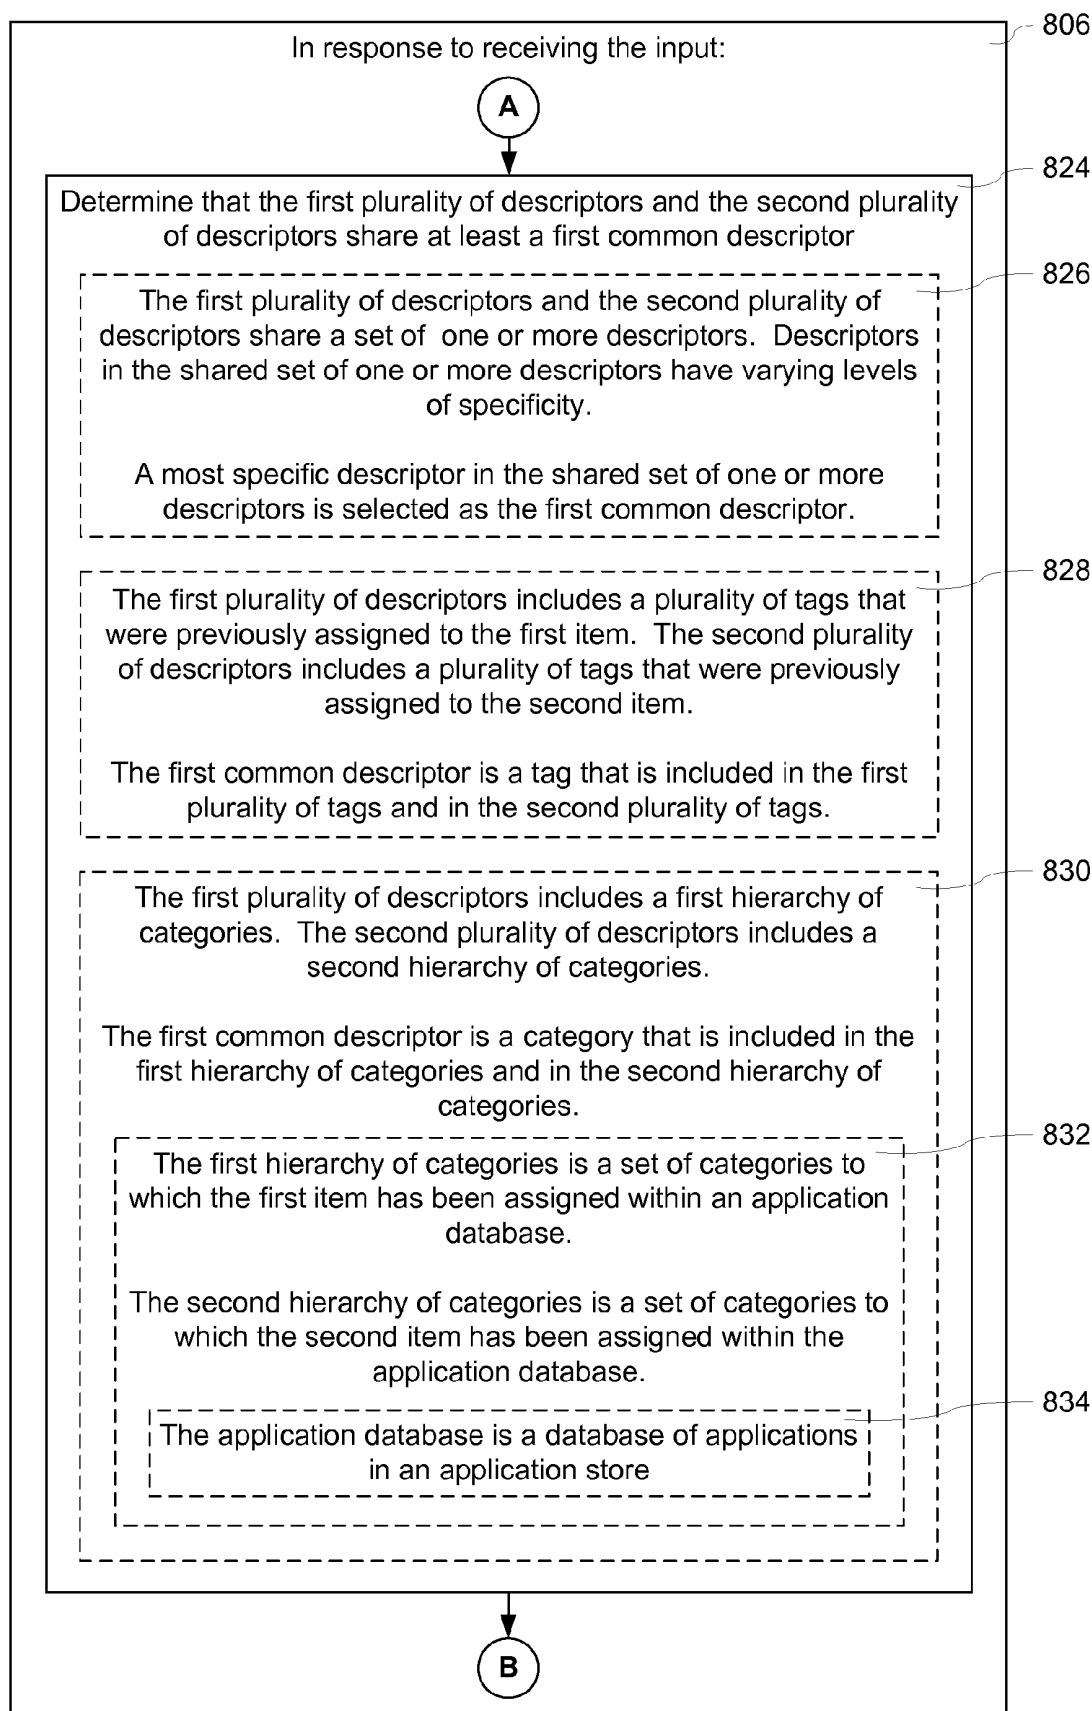 806
In response to receiving the input:
A
824
Determine that the first plurality of descriptors and the second plurality
of descriptors share at least a first common descriptor
826
The first plurality of descriptors and the second plurality of
descriptors share a set of one or more descriptors. Descriptors
in the shared set of one or more descriptors have varying levels
of specificity.
A most specific descriptor in the shared set of one or more
descriptors is selected as the first common descriptor.
828
The first plurality of descriptors includes a plurality of tags that
were previously assigned to the first item. The second plurality
of descriptors includes a plurality of tags that were previously
assigned to the second item.
The first common descriptor is a tag that is included in the first
plurality of tags and in the second plurality of tags.
830
The first plurality of descriptors includes a first hierarchy of
categories. The second plurality of descriptors includes a
second hierarchy of categories.
The first common descriptor is a category that is included in the
first hierarchy of categories and in the second hierarchy of
categories.
832
The first hierarchy of categories is a set of categories to
which the first item has been assigned within an application
database.
The second hierarchy of categories is a set of categories to
which the second item has been assigned within the
application database.
834
The application database is a database of applications
in an application store
B